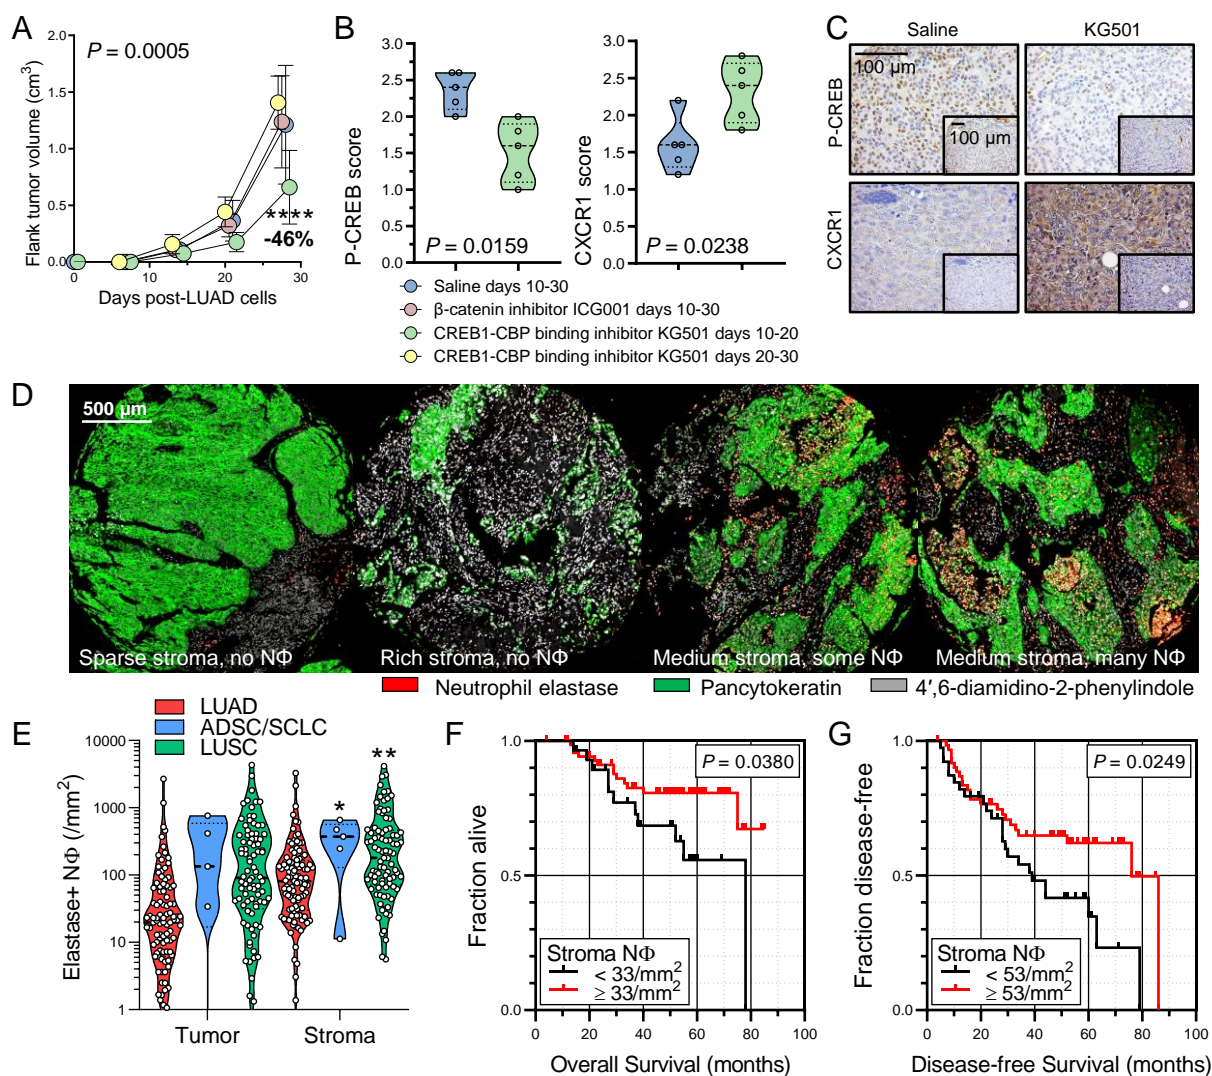 A
P = 0.0005
Flank tumor volume (cm3)
2.0
1.5
1.0
0.5
0.0
0 10 20 30
Days post-LUAD cells
****
-46%
B
P-CREB score
3.0
2.5
2.0
1.5
1.0
0.5
0.0
P = 0.0159
CXCR1 score
3.0
2.5
2.0
1.5
1.0
0.5
0.0
P = 0.0238
Saline days 10-30
β-catenin inhibitor ICG001 days 10-30
CREB1-CBP binding inhibitor KG501 days 10-20
CREB1-CBP binding inhibitor KG501 days 20-30
C
Saline KG501
P-CREB
100 µm
100 µm
CXCR1
D
500 µm
Sparse stroma, no NΦ
Rich stroma, no NΦ
Medium stroma, some NΦ
Medium stroma, many NΦ
Neutrophil elastase
Pancytokeratin
4′,6-diamidino-2-phenylindole
E
LUAD
ADSC/SCLC
LUSC
Elastase+ NΦ (/mm2)
10000
1000
100
10
1
*
**
Tumor Stroma
F
P = 0.0380
Fraction alive
1.0
0.5
0.0
Stroma NΦ
< 33/mm2
≥ 33/mm2
0 20 40 60 80 100
Overall Survival (months)
G
P = 0.0249
Fraction disease-free
1.0
0.5
0.0
Stroma NΦ
< 53/mm2
≥ 53/mm2
0 20 40 60 80 100
Disease-free Survival (months)